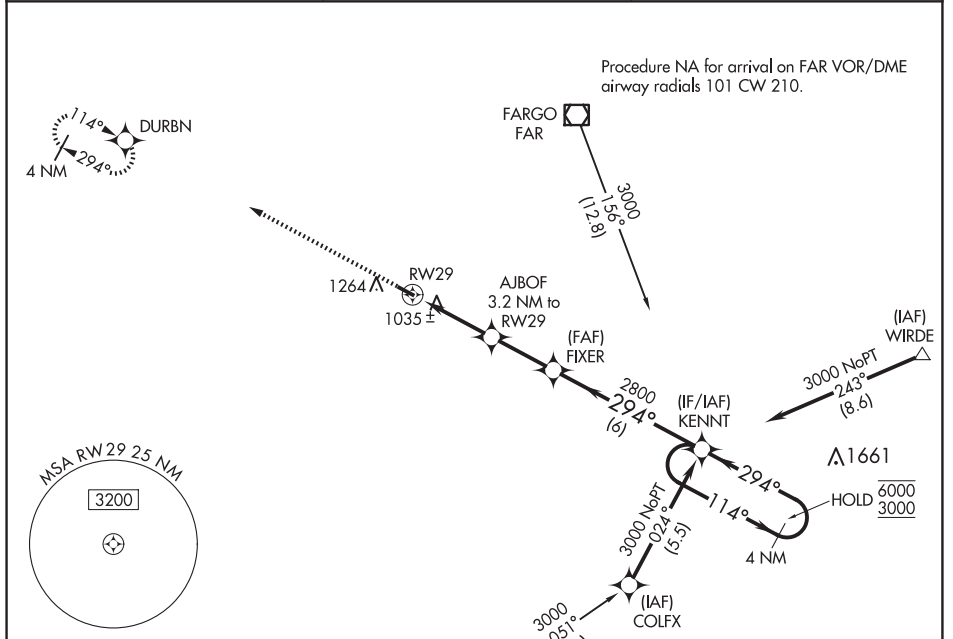 Procedure NA for arrival on FAR VOR/DME
airway radials 101 CW 210.
FARGO
FAR
114°
DURBN
4 NM
294°
3000
156°
(12.8)
1264
RW29
1035 ±
AJBOF
3.2 NM to
RW29
(FAF)
FIXER
(IAF)
WIRDE
3000 NoPT
243°
(8.6)
2800
294°
(6)
(IF/IAF)
KENNT
1661
294°
HOLD
6000
3000
114°
4 NM
3000 NoPT
024°
(5.5)
MSA RW 29 25 NM
3200
(IAF)
COLFX
3000
051°